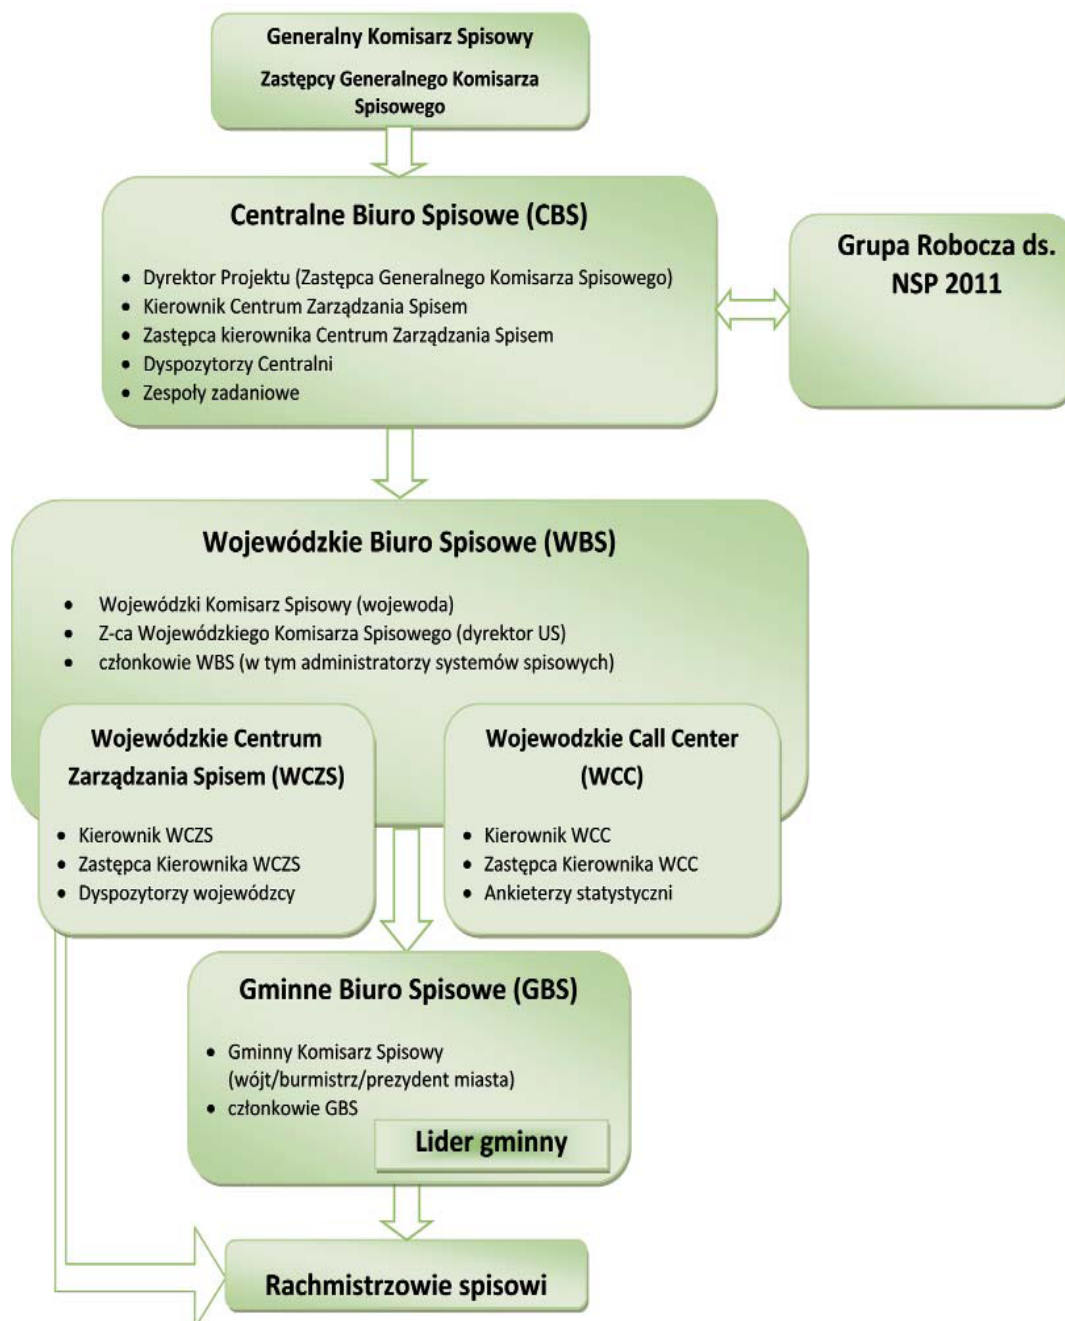 Generalny Komisarz Spisowy
Zastępcy Generalnego Komisarza
Spisowego
Centralne Biuro Spisowe (CBS)
• Dyrektor Projektu (Zastępca Generalnego Komisarza Spisowego)
• Kierownik Centrum Zarządzania Spisem
• Zastępca kierownika Centrum Zarządzania Spisem
• Dyspozytorzy Centralni
• Zespoły zadaniowe
Grupa Robocza ds.
NSP 2011
Wojewódzkie Biuro Spisowe (WBS)
• Wojewódzki Komisarz Spisowy (wojewoda)
• Z-ca Wojewódzkiego Komisarza Spisowego (dyrektor US)
• członkowie WBS (w tym administratorzy systemów spisowych)
Wojewódzkie Centrum
Zarządzania Spisem (WCZS)
• Kierownik WCZS
• Zastępca Kierownika WCZS
• Dyspozytorzy wojewódzcy
Wojewodzkie Call Center
(WCC)
• Kierownik WCC
• Zastępca Kierownika WCC
• Ankieterzy statystyczni
Gminne Biuro Spisowe (GBS)
• Gminny Komisarz Spisowy
(wójt/burmistrz/prezydent miasta)
• członkowie GBS
Lider gminny
Rachmistrzowie spisowi